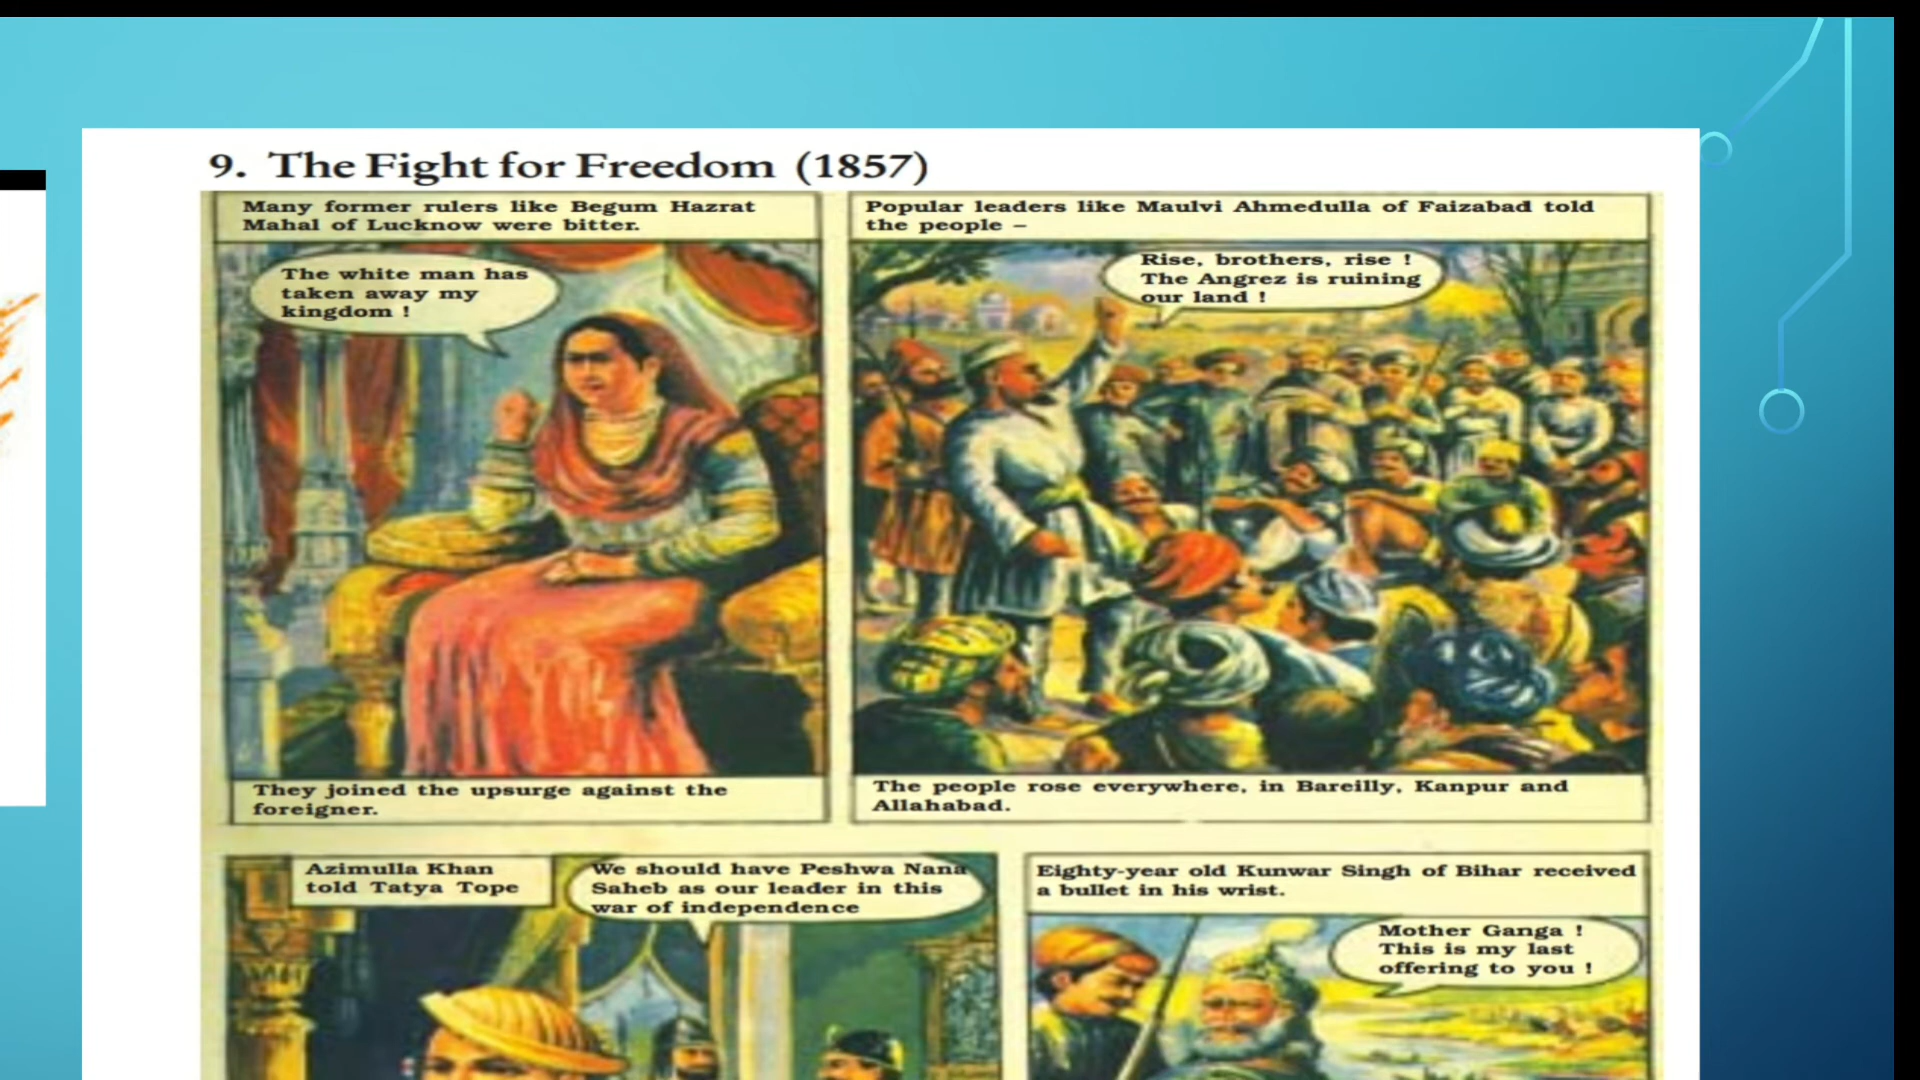 9. The Fight for Freedom (1857)
Many former rulers like Begum Hazrat
Mahal of Lucknow were bitter.
The white man has
taken away my
kingdom !
They joined the upsurge against the
foreigner.
Popular leaders like Maulvi Ahmedulla of Faizabad told
the people –
Rise, brothers, rise !
The Angrez is ruining
our land !
The people rose everywhere, in Bareilly, Kanpur and
Allahabad.
Azimulla Khan
told Tatya Tope
We should have Peshwa Nana
Saheb as our leader in this
war of independence
Eighty-year old Kunwar Singh of Bihar received
a bullet in his wrist.
Mother Ganga !
This is my last
offering to you !